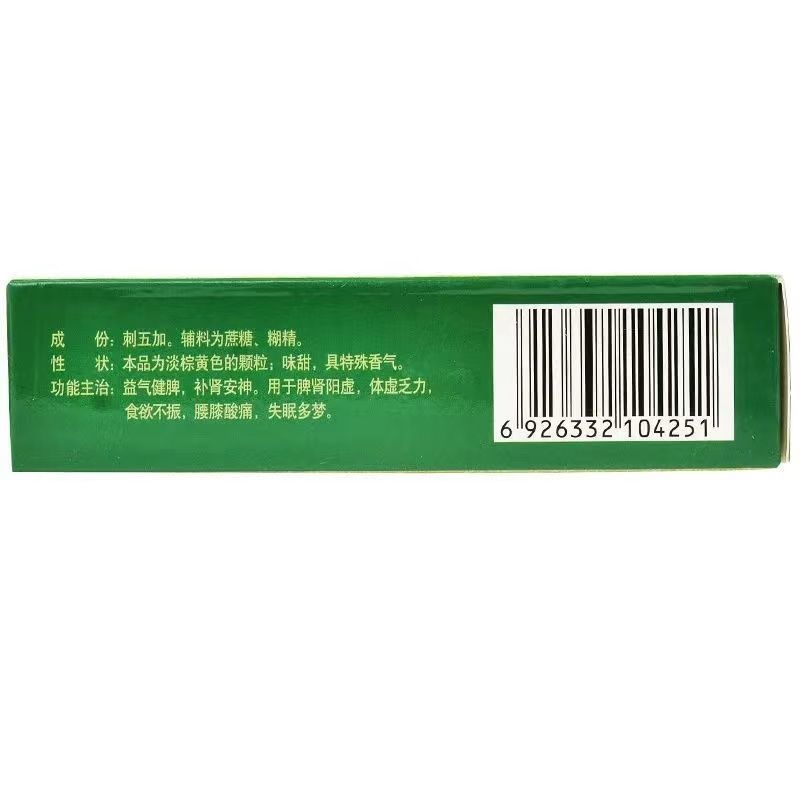 成　　份：刺五加。辅料为蔗糖、糊精。
性　　状：本品为淡棕黄色的颗粒；味甜，具特殊香气。
功能主治：益气健脾，补肾安神。用于脾肾阳虚，体虚乏力，
食欲不振，腰膝酸痛，失眠多梦。
6 926332 104251